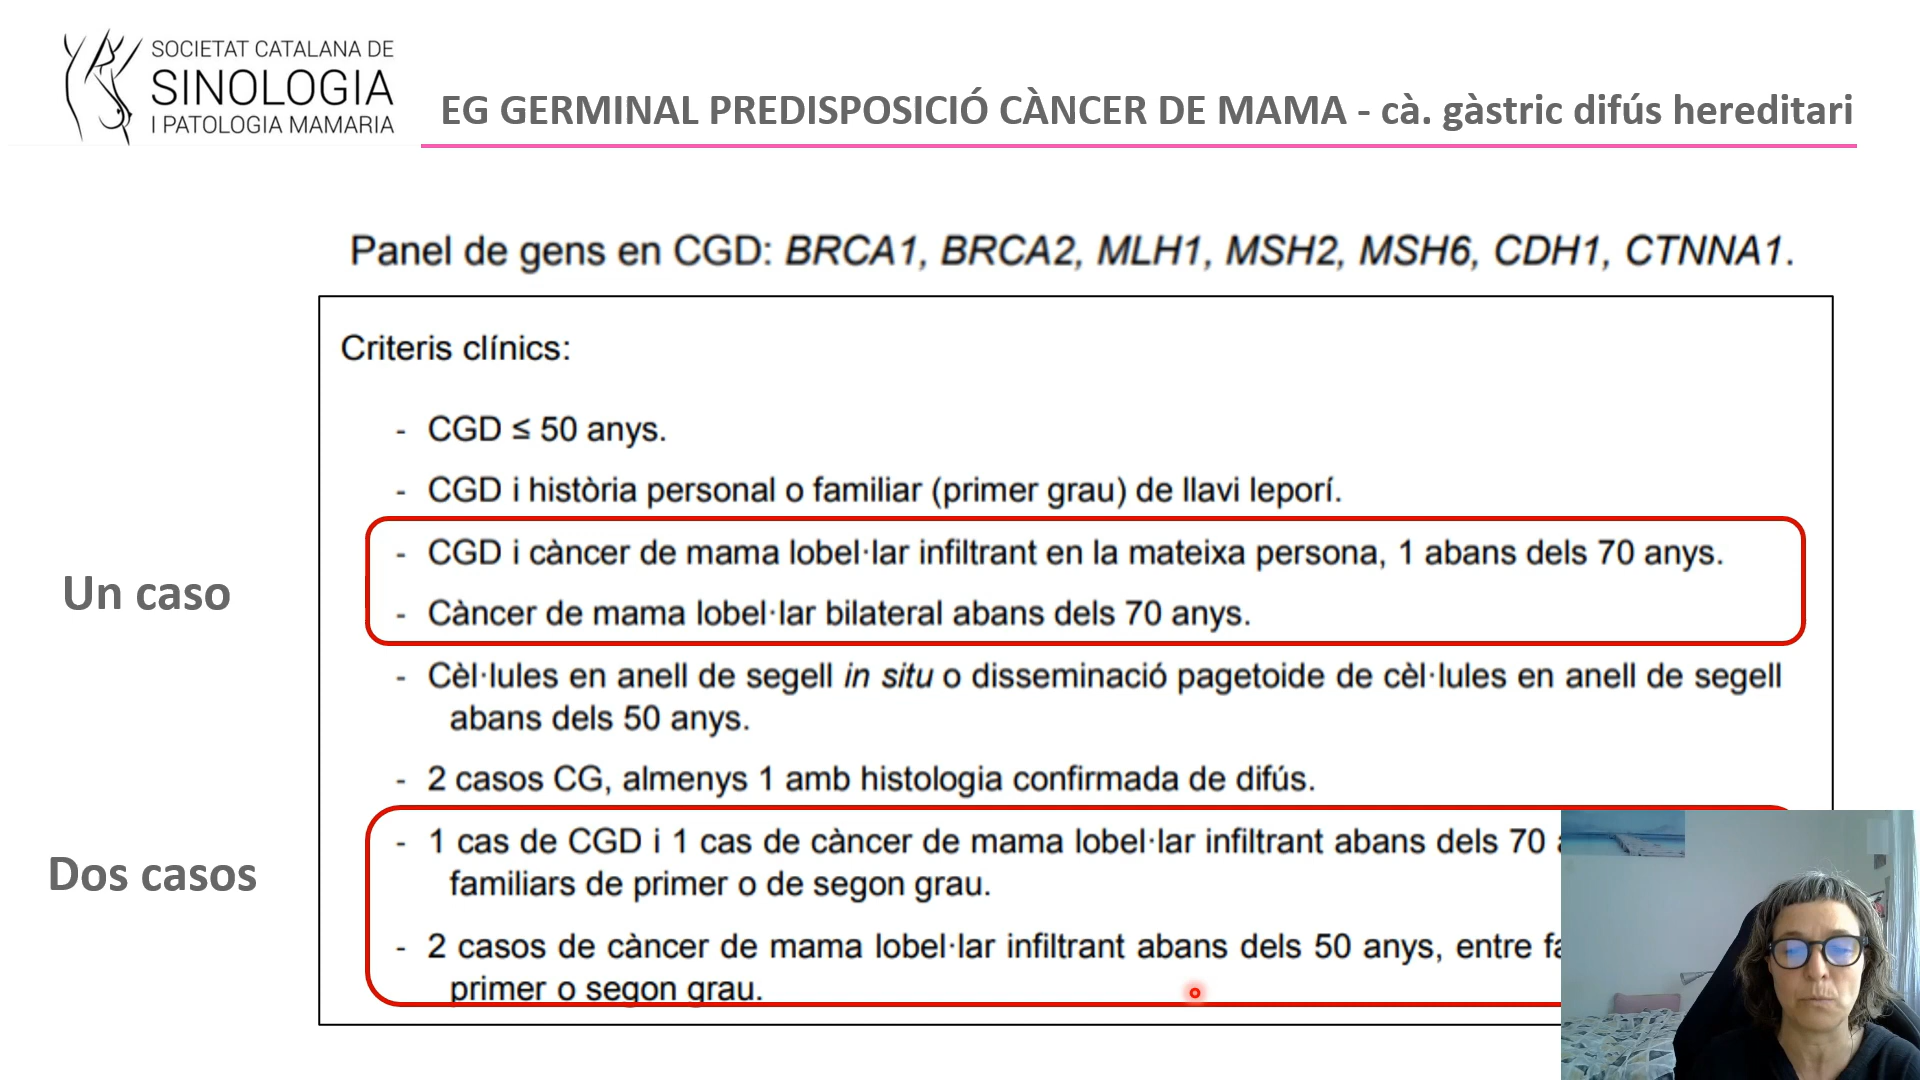 SOCIETAT CATALANA DE
SINOLOGIA
I PATOLOGIA MAMARIA
EG GERMINAL PREDISPOSICIÓ CÀNCER DE MAMA - cà. gàstric difús hereditari
Panel de gens en CGD: BRCA1, BRCA2, MLH1, MSH2, MSH6, CDH1, CTNNA1.
Criteris clínics:
- CGD ≤ 50 anys.
- CGD i història personal o familiar (primer grau) de llavi leporí.
- CGD i càncer de mama lobel·lar infiltrant en la mateixa persona, 1 abans dels 70 anys.
Un caso
- Càncer de mama lobel·lar bilateral abans dels 70 anys.
- Cèl·lules en anell de segell in situ o disseminació pagetoide de cèl·lules en anell de segell
abans dels 50 anys.
- 2 casos CG, almenys 1 amb histologia confirmada de difús.
- 1 cas de CGD i 1 cas de càncer de mama lobel·lar infiltrant abans dels 70
Dos casos
familiars de primer o de segon grau.
- 2 casos de càncer de mama lobel·lar infiltrant abans dels 50 anys, entre
primer o segon grau.